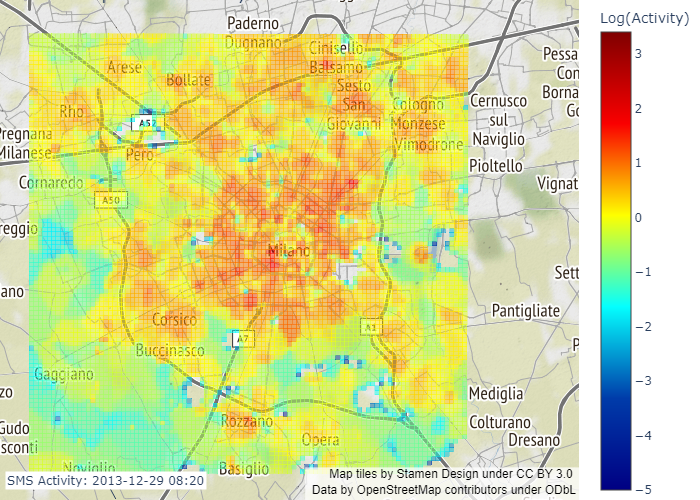 Log(Activity)
Paderno
Dugnano
Cinisello
Balsamo
Arese
Bollate
Sesto
San
Giovanni
Rho
Cologno
Monzese
Vimodrone
Cernusco
sul
Naviglio
Pessa
Con
Borna
Go
A52
Pregnana
Milanese
Pero
Pioltello
Cornaredo
A50
Vignat
reggio
Milano
Sett
ano
Pantigliate
Corsico
A1
A7
P
Buccinasco
Gaggiano
zo
Mediglia
Rozzano
Colturano
Gudo
sconti
Opera
Dresano
Noviglio
Basiglio
SMS Activity: 2013-12-29 08:20
Map tiles by Stamen Design under CC BY 3.0
Data by OpenStreetMap contributors under ODbL
3
2
1
0
−1
−2
−3
−4
−5